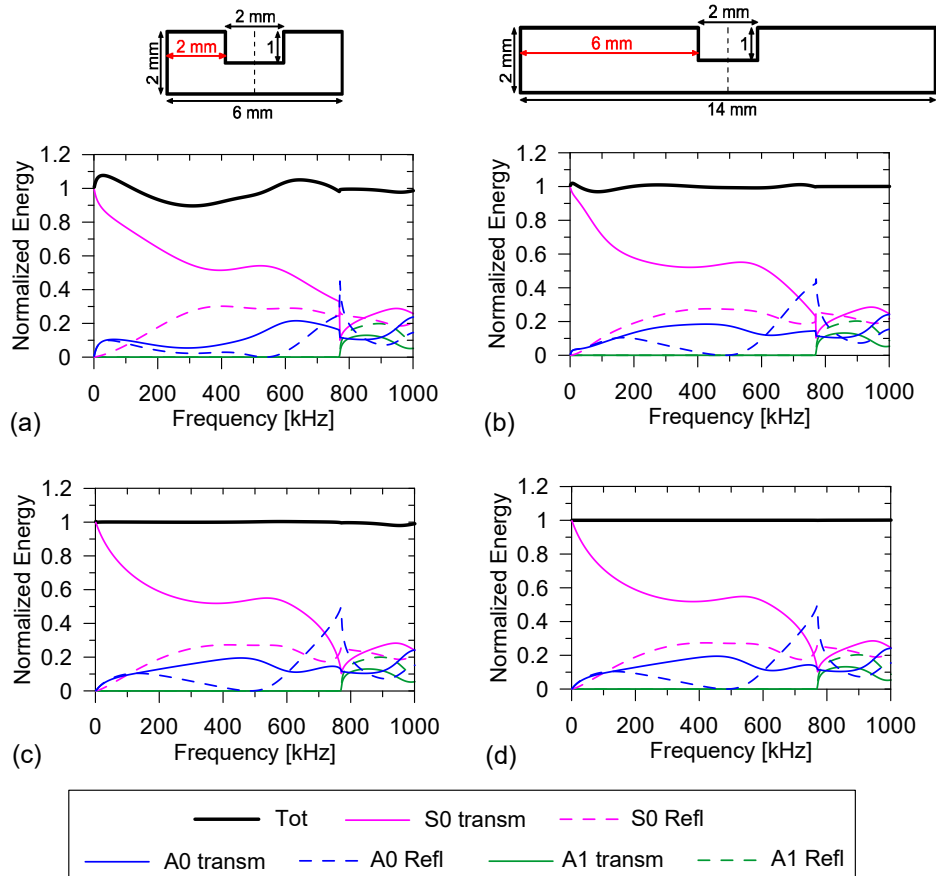 2 mm
2 mm
2 mm
1
6 mm
2 mm
6 mm
2 mm
1
14 mm
Normalized Energy
1.2
1
0.8
0.6
0.4
0.2
0
0 200 400 600 800 1000
Frequency [kHz]
(a)
Normalized Energy
1.2
1
0.8
0.6
0.4
0.2
0
0 200 400 600 800 1000
Frequency [kHz]
(b)
Normalized Energy
1.2
1
0.8
0.6
0.4
0.2
0
0 200 400 600 800 1000
Frequency [kHz]
(c)
Normalized Energy
1.2
1
0.8
0.6
0.4
0.2
0
0 200 400 600 800 1000
Frequency [kHz]
(d)
Tot S0 transm S0 Refl
A0 transm A0 Refl A1 transm A1 Refl